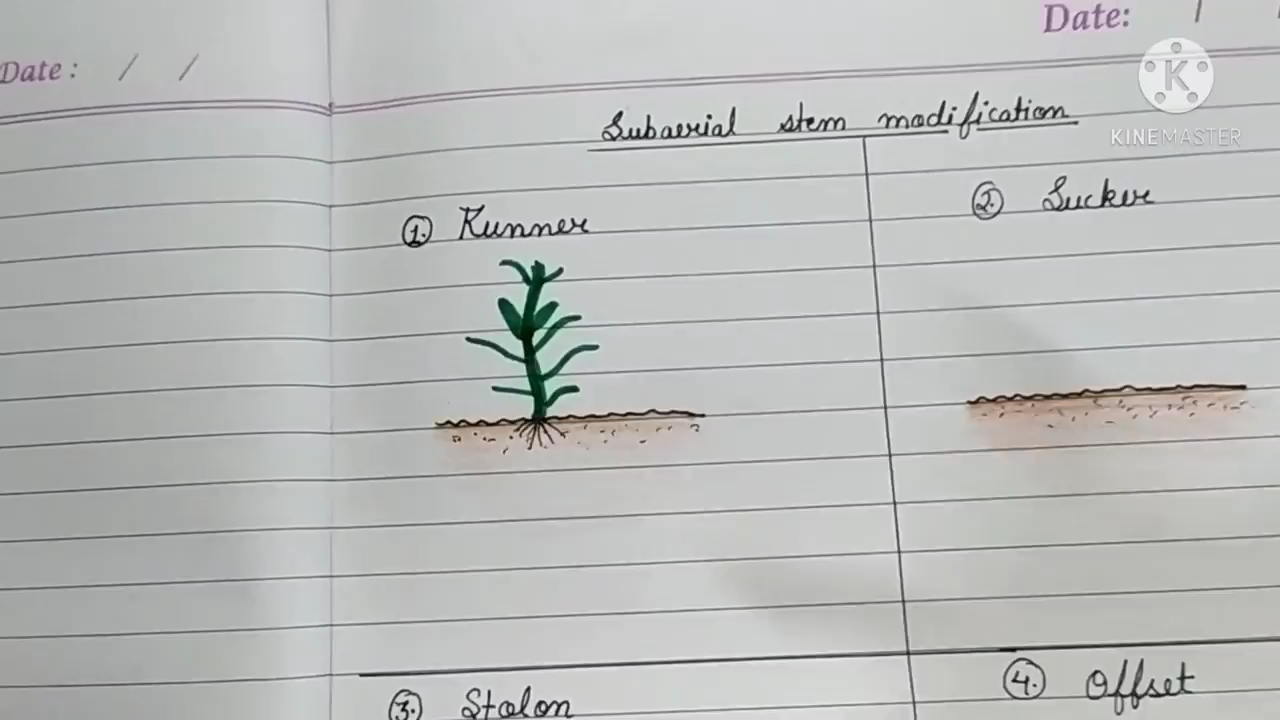 Date:   /
Date :   /   /
K
KINEMASTER
Subaerial stem modification
1. Runner
2. Sucker
3. Stolon
4. Offset